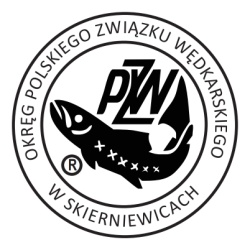 OKRĘG POLSKIEGO ZWIĄZKU WĘDKARSKIEGO
PZW
®
W SKIERNIEWICACH